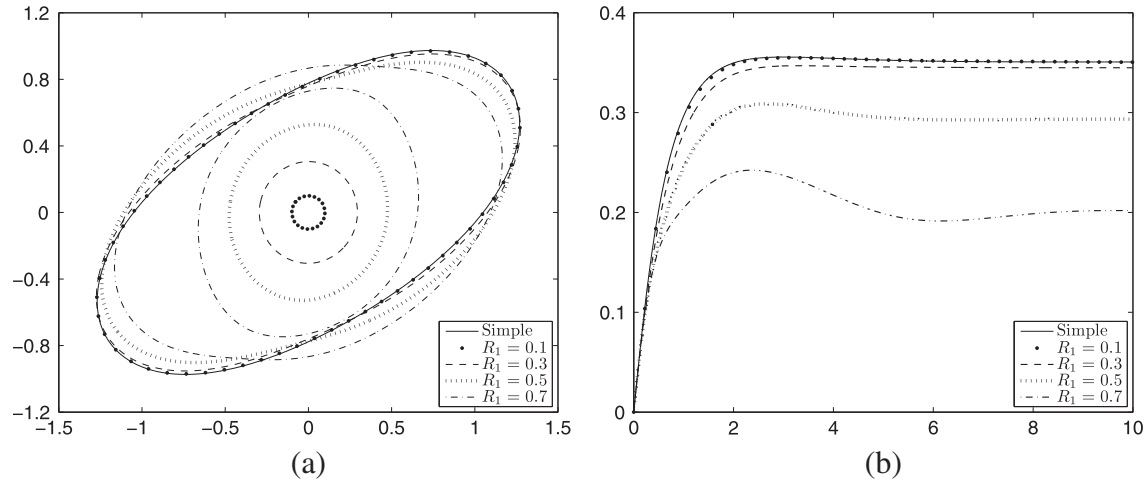 1.2
0.8
0.4
0
−0.4
−0.8
−1.2
−1.5
−1
−0.5
0
0.5
1
1.5
Simple
R₁ = 0.1
R₁ = 0.3
R₁ = 0.5
R₁ = 0.7
(a)
0.4
0.3
0.2
0.1
0
0
2
4
6
8
10
Simple
R₁ = 0.1
R₁ = 0.3
R₁ = 0.5
R₁ = 0.7
(b)